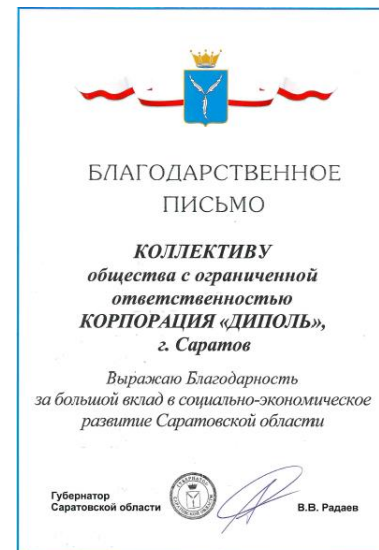 БЛАГОДАРСТВЕННОЕ
ПИСЬМО
КОЛЛЕКТИВУ
общества с ограниченной
ответственностью
КОРПОРАЦИЯ «ДИПОЛЬ»,
г. Саратов
Выражаю Благодарность
за большой вклад в социально-экономическое
развитие Саратовской области
Губернатор
Саратовской области
В.В. Радаев